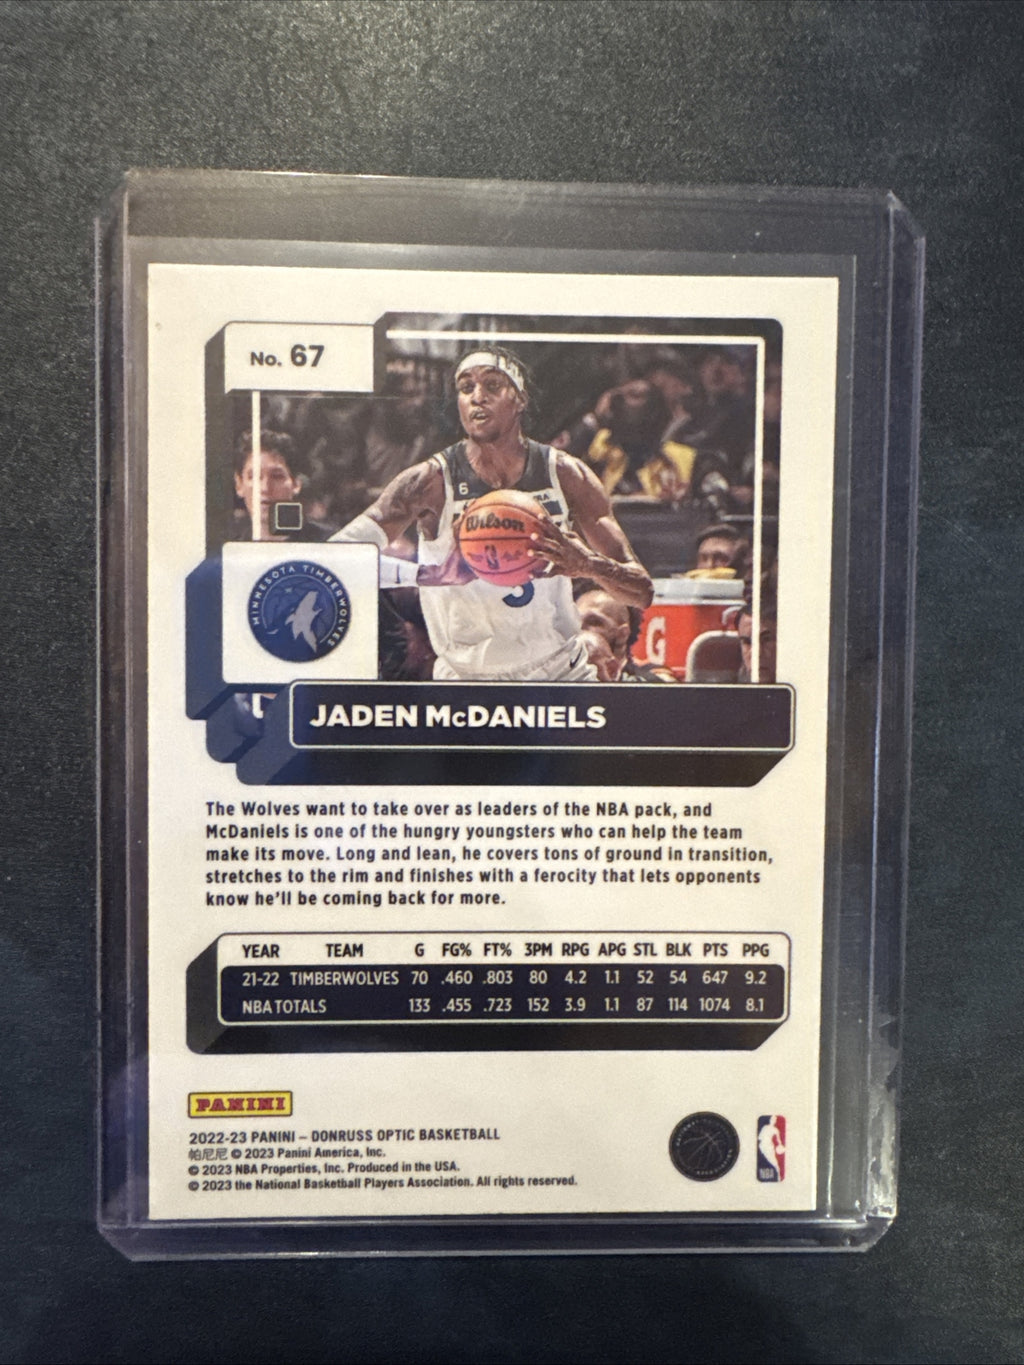 No. 67
6
Wilson
G
MINNESOTA TIMBERWOLVES
JADEN McDANIELS
The Wolves want to take over as leaders of the NBA pack, and
McDaniels is one of the hungry youngsters who can help the team
make its move. Long and lean, he covers tons of ground in transition,
stretches to the rim and finishes with a ferocity that lets opponents
know he'll be coming back for more.
YEAR TEAM G FG% FT% 3PM RPG APG STL BLK PTS PPG
21-22 TIMBERWOLVES 70 .460 .803 80 4.2 1.1 52 54 647 9.2
NBA TOTALS 133 .455 .723 152 3.9 1.1 87 114 1074 8.1
PANINI
2022-23 PANINI – DONRUSS OPTIC BASKETBALL
帕尼尼 © 2023 Panini America, Inc.
© 2023 NBA Properties, Inc. Produced in the USA.
© 2023 the National Basketball Players Association. All rights reserved.
NBA